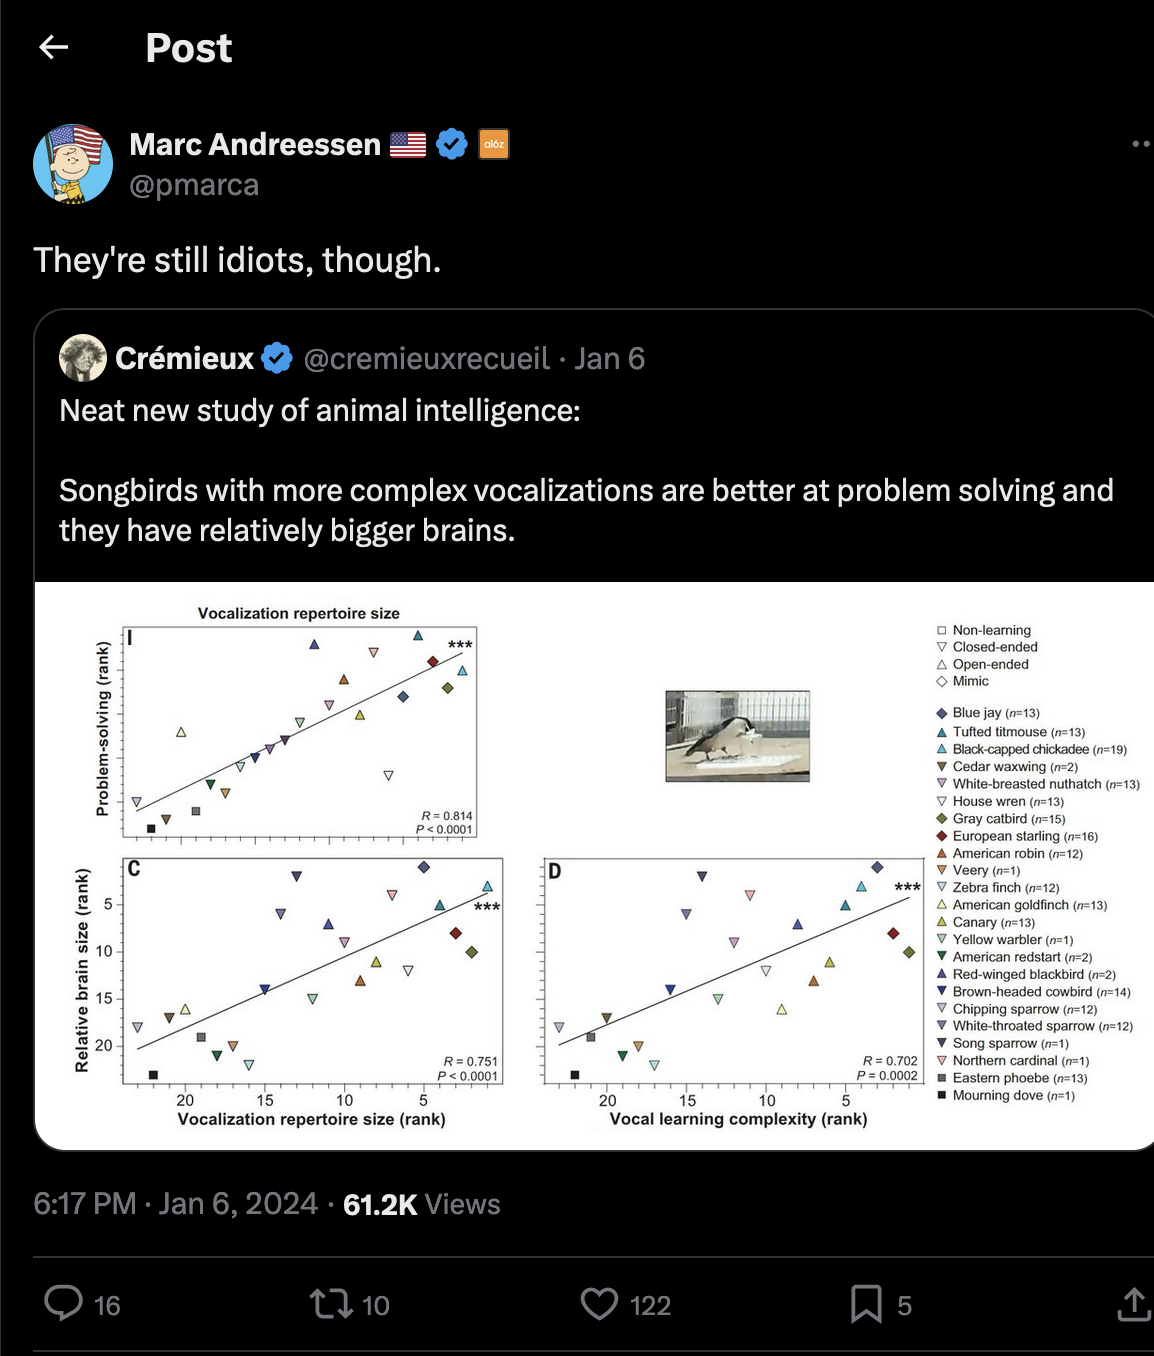 Post
Marc Andreessen 🇺🇸 a16z
@pmarca
They're still idiots, though.
Crémieux @cremieuxrecueil · Jan 6
Neat new study of animal intelligence:
Songbirds with more complex vocalizations are better at problem solving and
they have relatively bigger brains.
Vocalization repertoire size
I
***
Problem-solving (rank)
R = 0.814
P < 0.0001
C
***
Relative brain size (rank)
5
10
15
20
R = 0.751
P < 0.0001
20 15 10 5
Vocalization repertoire size (rank)
D
***
R = 0.702
P = 0.0002
20 15 10 5
Vocal learning complexity (rank)
Non-learning
Closed-ended
Open-ended
Mimic
Blue jay (n=13)
Tufted titmouse (n=13)
Black-capped chickadee (n=19)
Cedar waxwing (n=2)
White-breasted nuthatch (n=13)
House wren (n=13)
Gray catbird (n=15)
European starling (n=16)
American robin (n=12)
Veery (n=1)
Zebra finch (n=12)
American goldfinch (n=13)
Canary (n=13)
Yellow warbler (n=1)
American redstart (n=2)
Red-winged blackbird (n=2)
Brown-headed cowbird (n=14)
Chipping sparrow (n=12)
White-throated sparrow (n=12)
Song sparrow (n=1)
Northern cardinal (n=1)
Eastern phoebe (n=13)
Mourning dove (n=1)
6:17 PM · Jan 6, 2024 · 61.2K Views
16 10 122 5